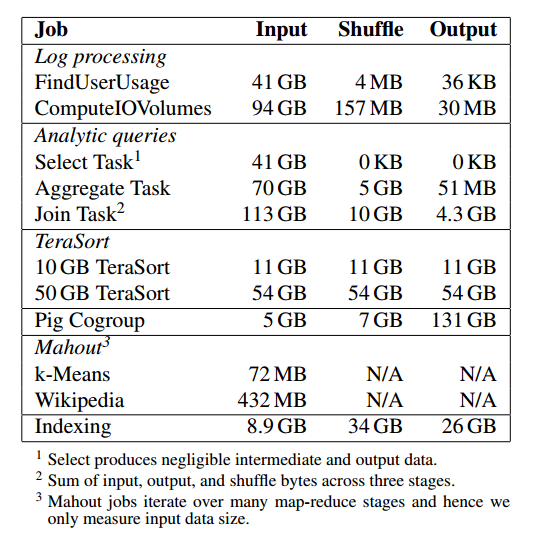 Job Input Shuffle Output
Log processing
FindUserUsage 41 GB 4 MB 36 KB
ComputeIOVolumes 94 GB 157 MB 30 MB
Analytic queries
Select Task1 41 GB 0 KB 0 KB
Aggregate Task 70 GB 5 GB 51 MB
Join Task2 113 GB 10 GB 4.3 GB
TeraSort
10 GB TeraSort 11 GB 11 GB 11 GB
50 GB TeraSort 54 GB 54 GB 54 GB
Pig Cogroup 5 GB 7 GB 131 GB
Mahout3
k-Means 72 MB N/A N/A
Wikipedia 432 MB N/A N/A
Indexing 8.9 GB 34 GB 26 GB
1 Select produces negligible intermediate and output data.
2 Sum of input, output, and shuffle bytes across three stages.
3 Mahout jobs iterate over many map-reduce stages and hence we
only measure input data size.